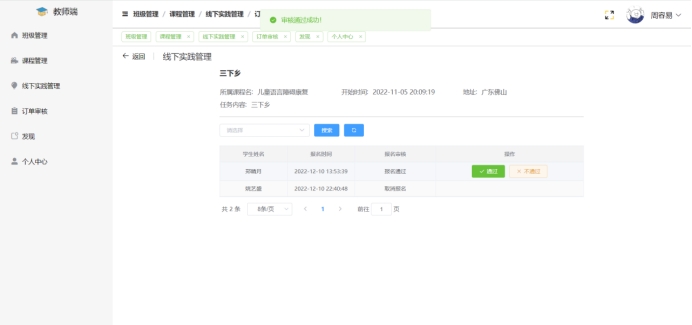 教师端
班级管理 / 课程管理 / 线下实践管理 / 订
审核通过成功!
周容易
班级管理 课程管理 × 线下实践管理 × 订单审核 × 发现 × 个人中心 ×
班级管理
课程管理
线下实践管理
订单审核
发现
个人中心
← 返回 线下实践管理
三下乡
所属课程名: 儿童语言障碍康复 开始时间: 2022-11-05 20:09:19 地址: 广东佛山
任务内容: 三下乡
请选择 搜索
学生姓名 报名时间 报名审核 操作
郑晴月 2022-12-10 13:53:39 报名通过 通过 不通过
姚艺璇 2022-12-10 22:40:48 取消报名
共 2 条 8条/页 < 1 > 前往 1 页